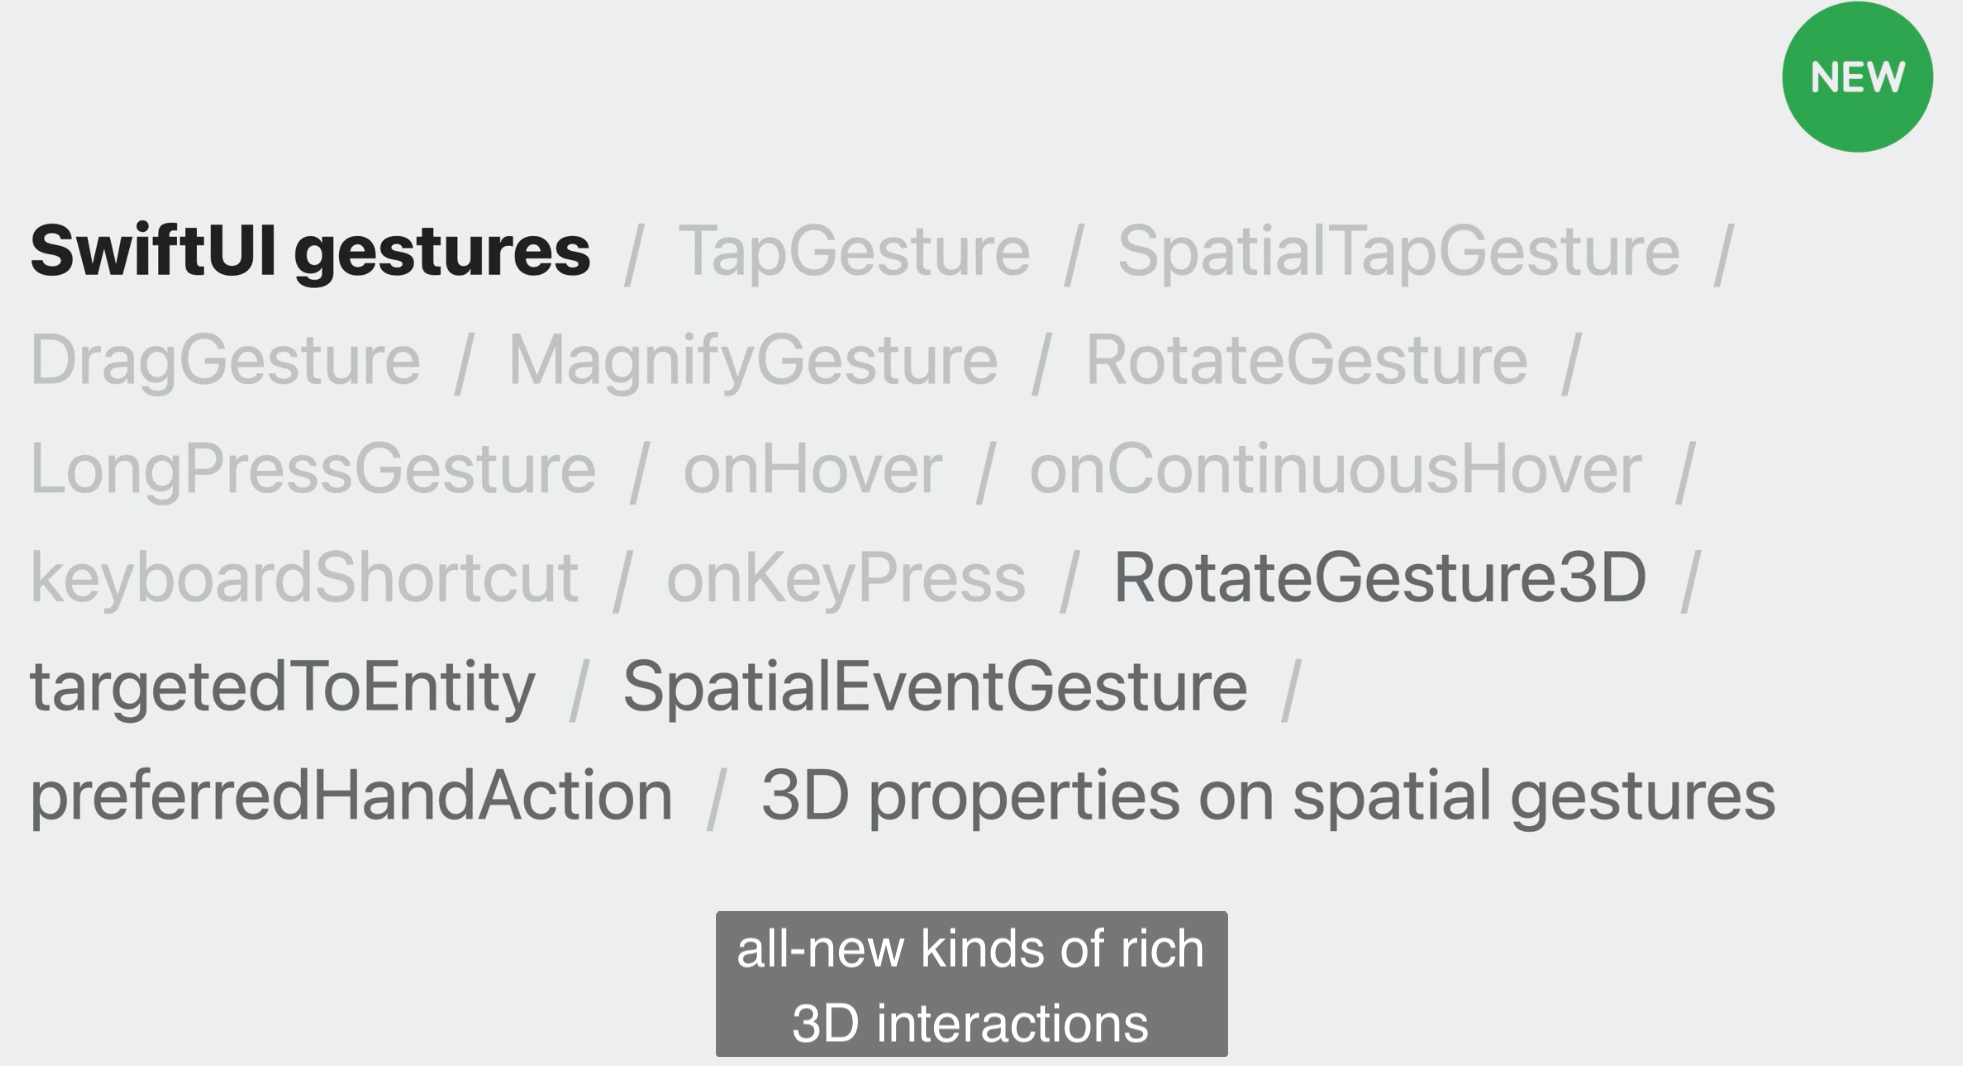 NEW
SwiftUI gestures / TapGesture / SpatialTapGesture /
DragGesture / MagnifyGesture / RotateGesture /
LongPressGesture / onHover / onContinuousHover /
keyboardShortcut / onKeyPress / RotateGesture3D /
targetedToEntity / SpatialEventGesture /
preferredHandAction / 3D properties on spatial gestures
all-new kinds of rich
3D interactions